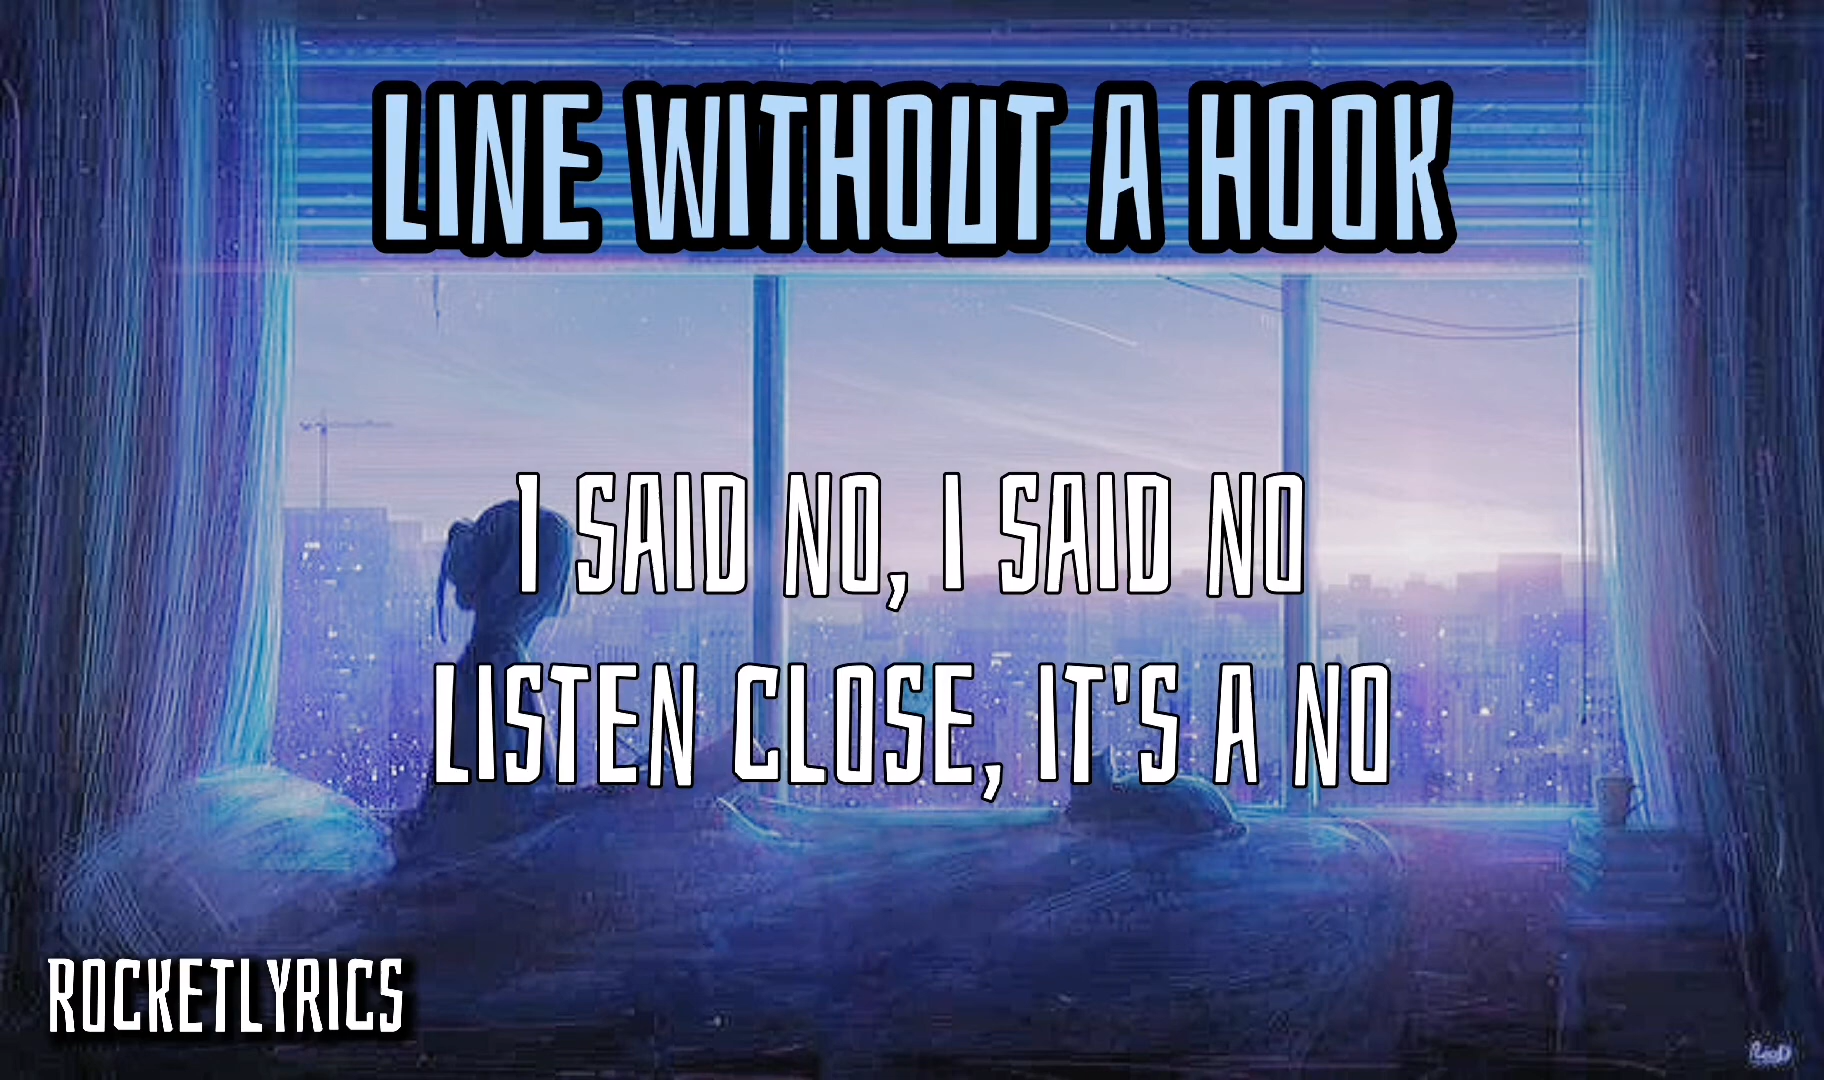 LINE WITHOUT A HOOK
I SAID NO, I SAID NO
LISTEN CLOSE, IT'S A NO
ROCKETLYRICS